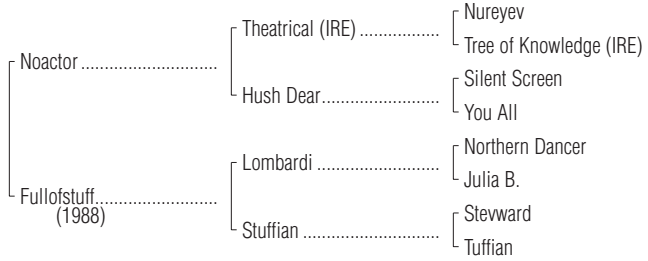 Nureyev
Theatrical (IRE) ..................
Tree of Knowledge (IRE)
Noactor ..............................
Silent Screen
Hush Dear..........................
You All
Northern Dancer
Lombardi ...........................
Julia B.
Fullofstuff...........................
(1988)
Stevward
Stuffian ..............................
Tuffian